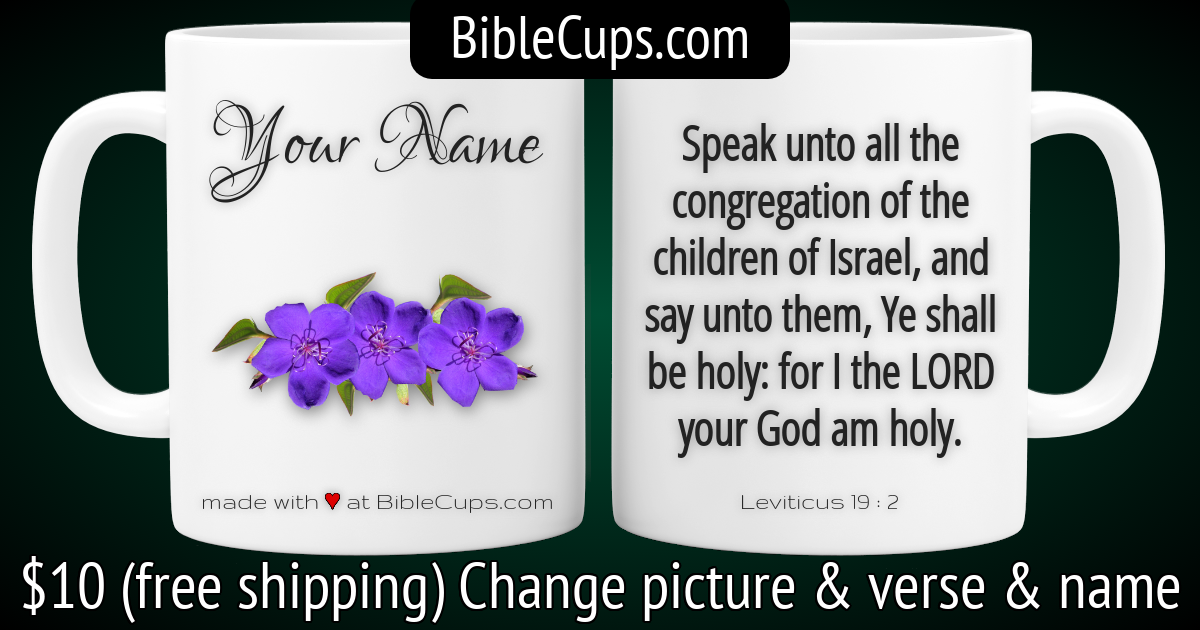 BibleCups.com
Your Name
made with ♥ at BibleCups.com
Speak unto all the
congregation of the
children of Israel, and
say unto them, Ye shall
be holy: for I the LORD
your God am holy.
Leviticus 19 : 2
$10 (free shipping) Change picture & verse & name